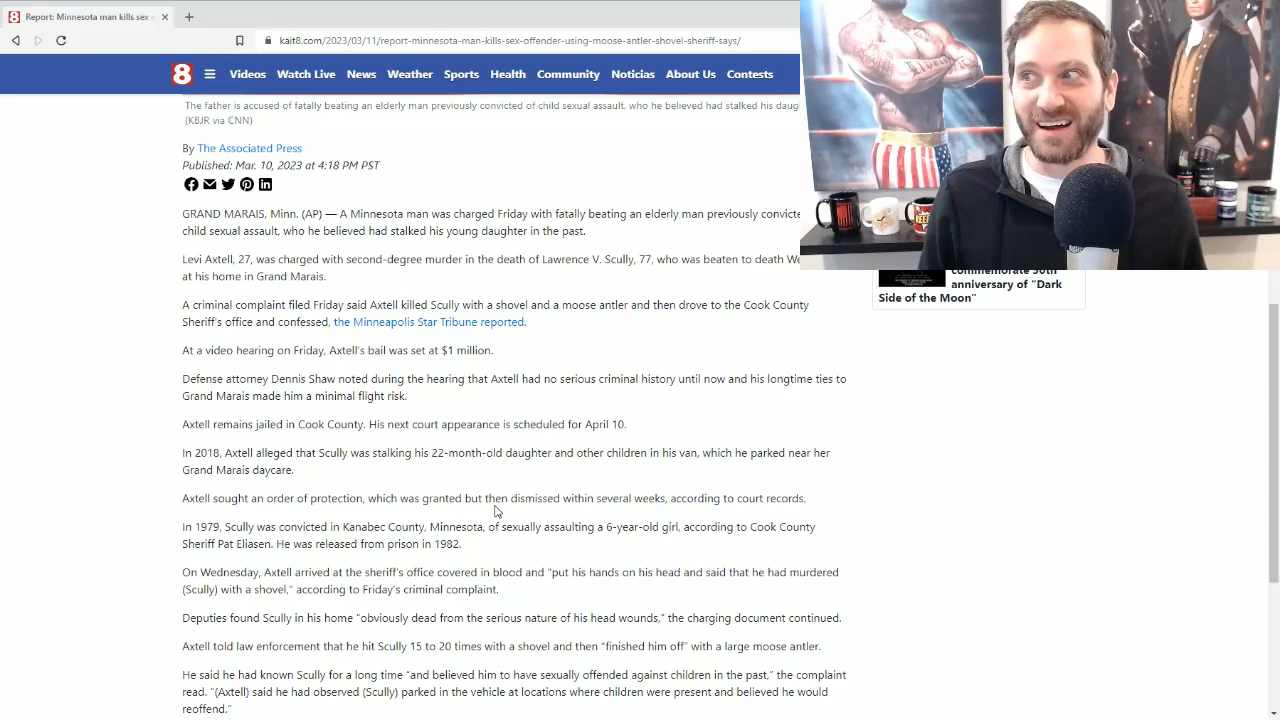 8 Report: Minnesota man kills sex
kait8.com/2023/03/11/report-minnesota-man-kills-sex-offender-using-moose-antler-shovel-sheriff-says/
8 Videos Watch Live News Weather Sports Health Community Noticias About Us Contests
The father is accused of fatally beating an elderly man previously convicted of child sexual assault, who he believed had stalked his daug
(KBJR via CNN)
By The Associated Press
Published: Mar. 10, 2023 at 4:18 PM PST
GRAND MARAIS, Minn. (AP) — A Minnesota man was charged Friday with fatally beating an elderly man previously convicte
child sexual assault, who he believed had stalked his young daughter in the past.
Levi Axtell, 27, was charged with second-degree murder in the death of Lawrence V. Scully, 77, who was beaten to death We
at his home in Grand Marais.
A criminal complaint filed Friday said Axtell killed Scully with a shovel and a moose antler and then drove to the Cook County
Sheriff's office and confessed, the Minneapolis Star Tribune reported.
At a video hearing on Friday, Axtell's bail was set at $1 million.
Defense attorney Dennis Shaw noted during the hearing that Axtell had no serious criminal history until now and his longtime ties to
Grand Marais made him a minimal flight risk.
Axtell remains jailed in Cook County. His next court appearance is scheduled for April 10.
In 2018, Axtell alleged that Scully was stalking his 22-month-old daughter and other children in his van, which he parked near her
Grand Marais daycare.
Axtell sought an order of protection, which was granted but then dismissed within several weeks, according to court records.
In 1979, Scully was convicted in Kanabec County, Minnesota, of sexually assaulting a 6-year-old girl, according to Cook County
Sheriff Pat Eliasen. He was released from prison in 1982.
On Wednesday, Axtell arrived at the sheriff's office covered in blood and "put his hands on his head and said that he had murdered
(Scully) with a shovel," according to Friday's criminal complaint.
Deputies found Scully in his home "obviously dead from the serious nature of his head wounds," the charging document continued.
Axtell told law enforcement that he hit Scully 15 to 20 times with a shovel and then "finished him off" with a large moose antler.
He said he had known Scully for a long time "and believed him to have sexually offended against children in the past," the complaint
read. "(Axtell) said he had observed (Scully) parked in the vehicle at locations where children were present and believed he would
reoffend."
commemorate 50th
anniversary of "Dark
Side of the Moon"